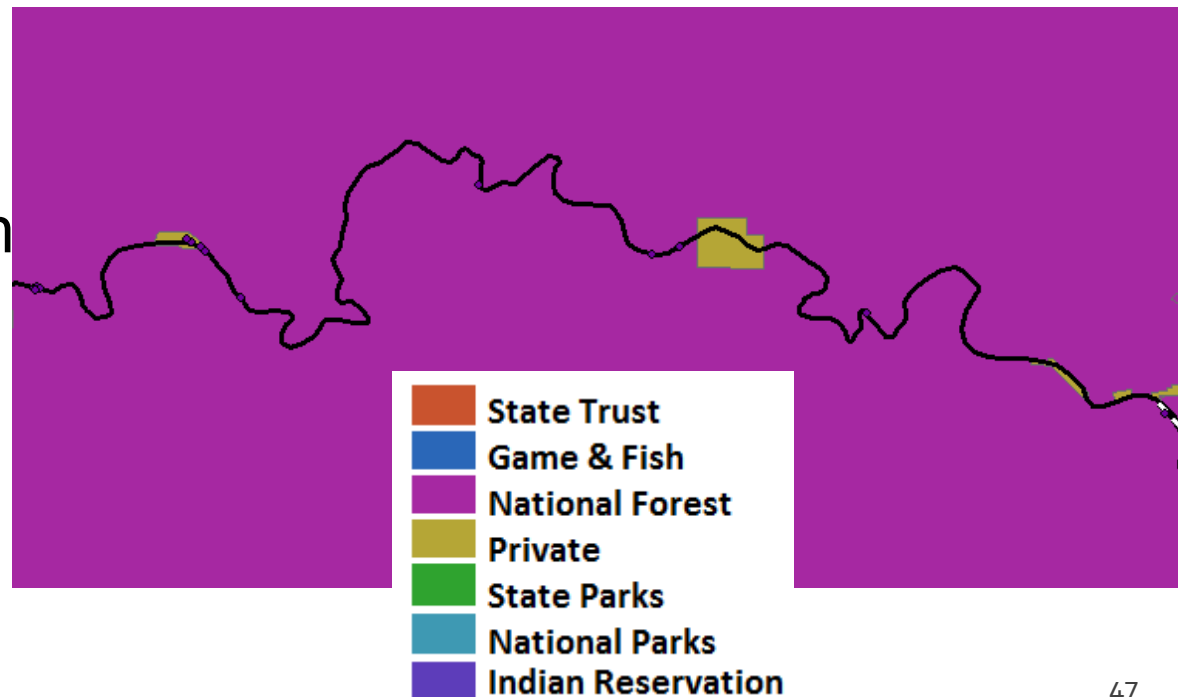 State Trust
Game & Fish
National Forest
Private
State Parks
National Parks
Indian Reservation
47